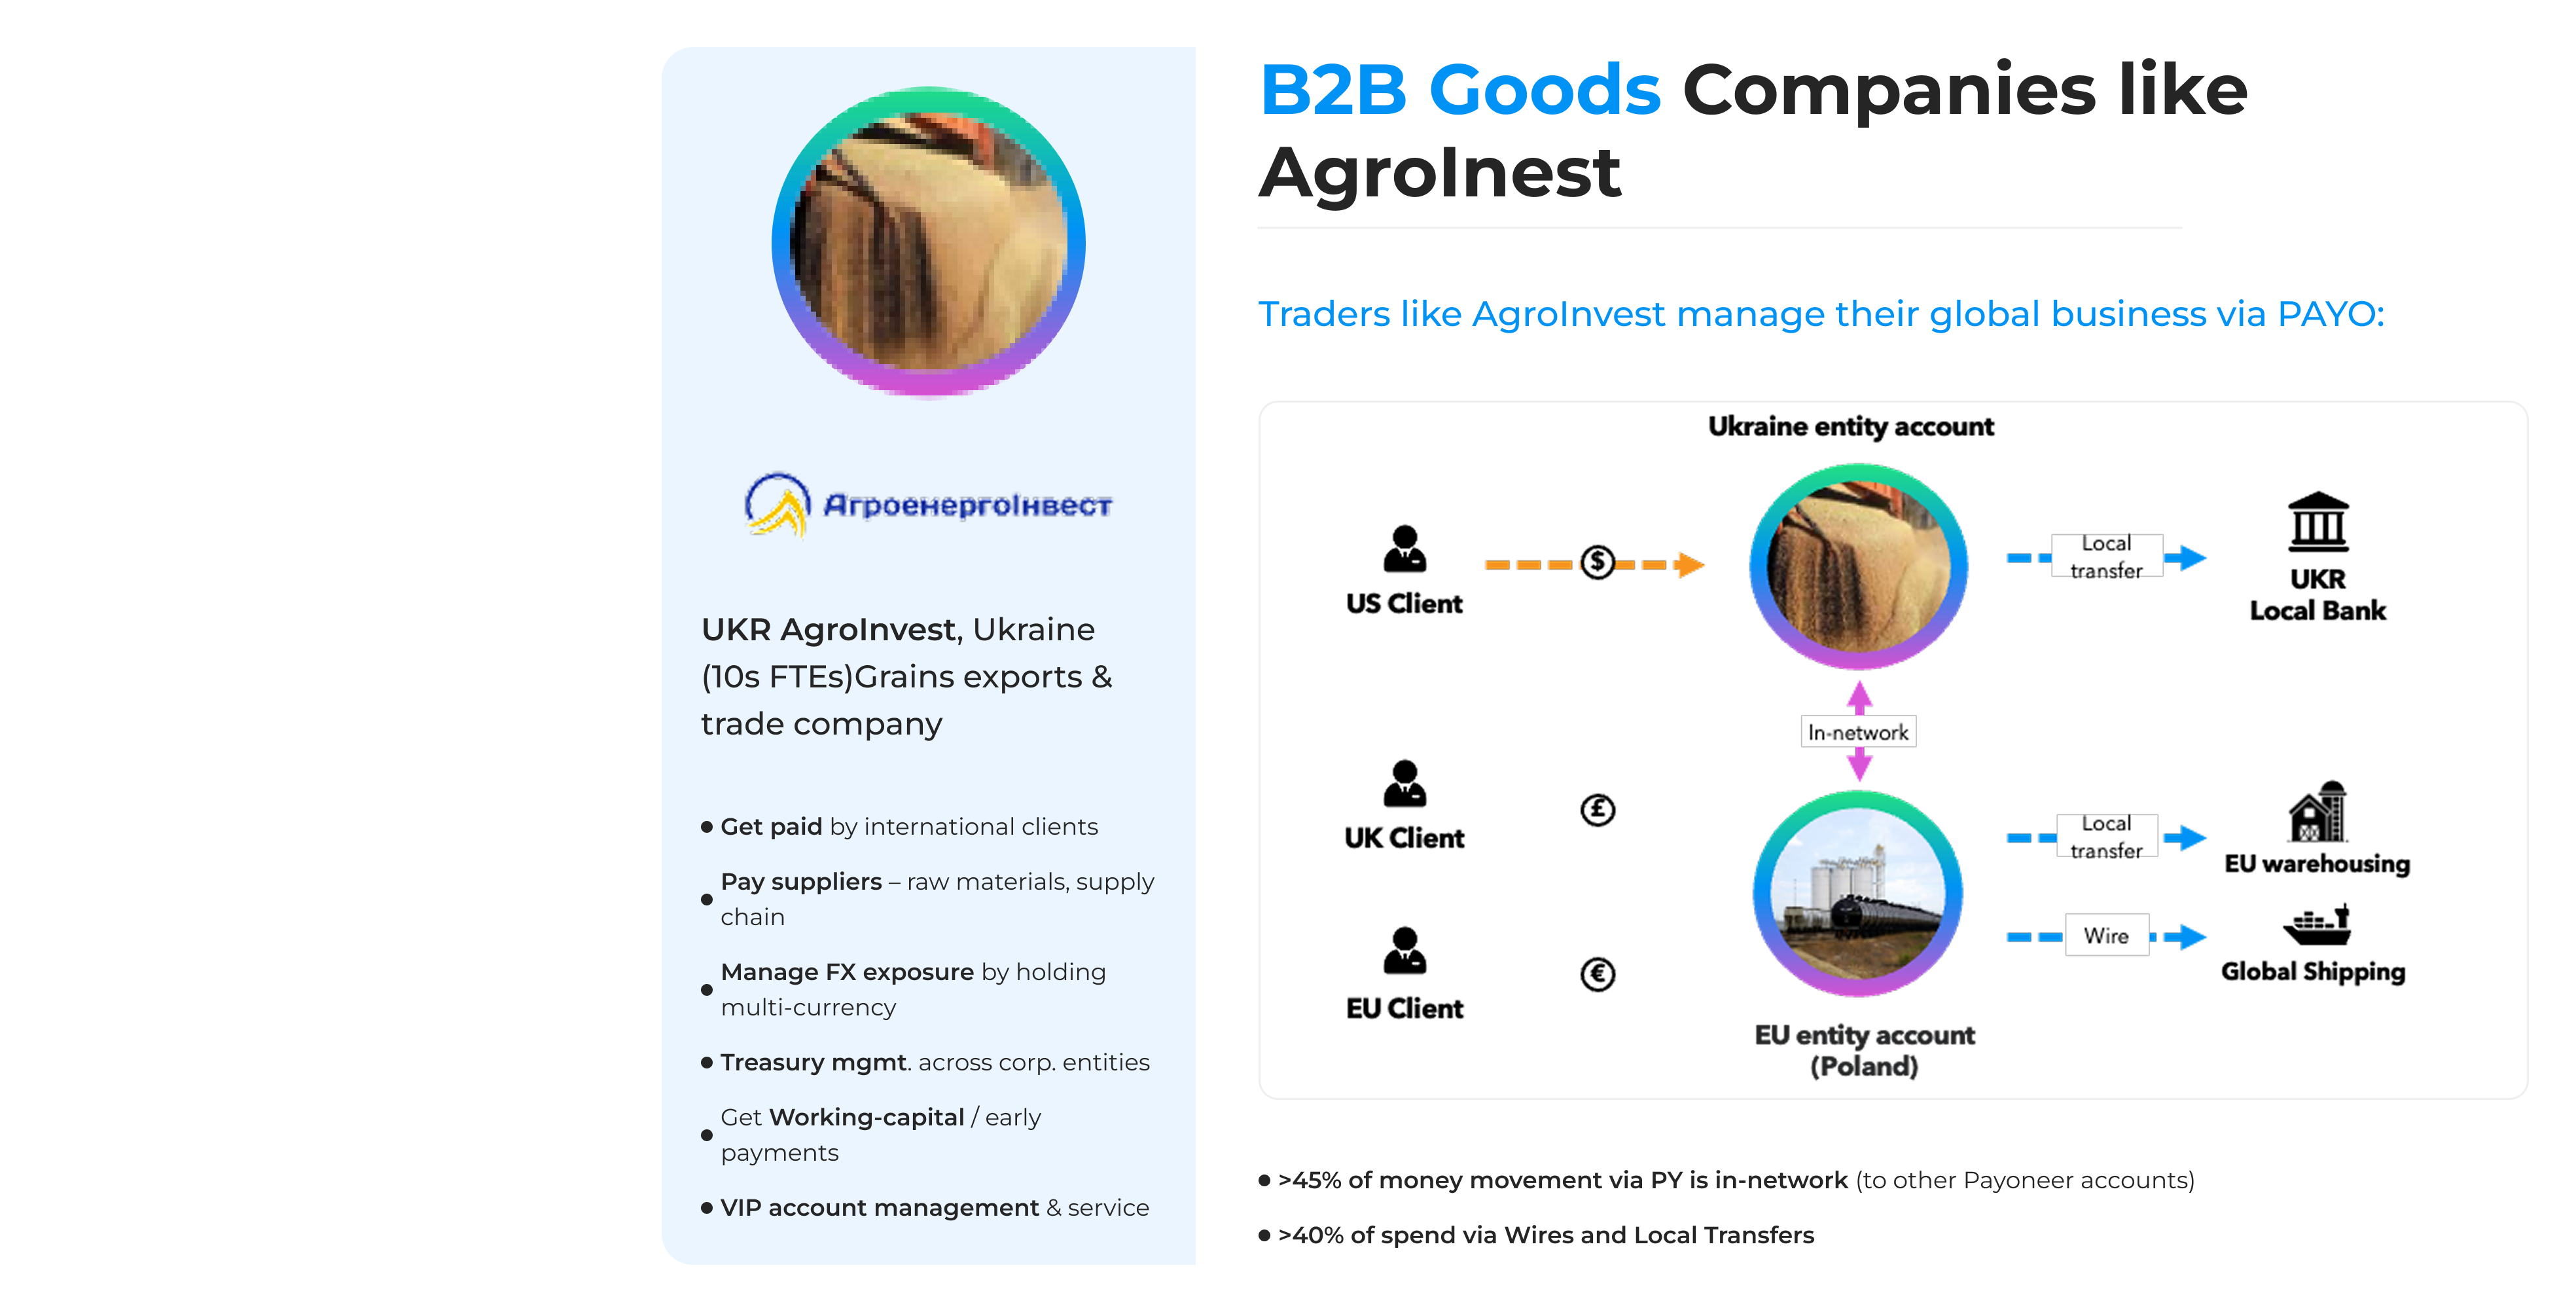 АгроенергоІнвест
UKR AgroInvest, Ukraine
(10s FTEs)Grains exports &
trade company
● Get paid by international clients
● Pay suppliers – raw materials, supply
chain
● Manage FX exposure by holding
multi-currency
● Treasury mgmt. across corp. entities
● Get Working-capital / early
payments
● VIP account management & service
B2B Goods Companies like
AgroInest
Traders like AgroInvest manage their global business via PAYO:
Ukraine entity account
US Client
$
Local
transfer
UKR
Local Bank
In-network
UK Client
£
Local
transfer
EU warehousing
EU Client
€
Wire
Global Shipping
EU entity account
(Poland)
● >45% of money movement via PY is in-network (to other Payoneer accounts)
● >40% of spend via Wires and Local Transfers